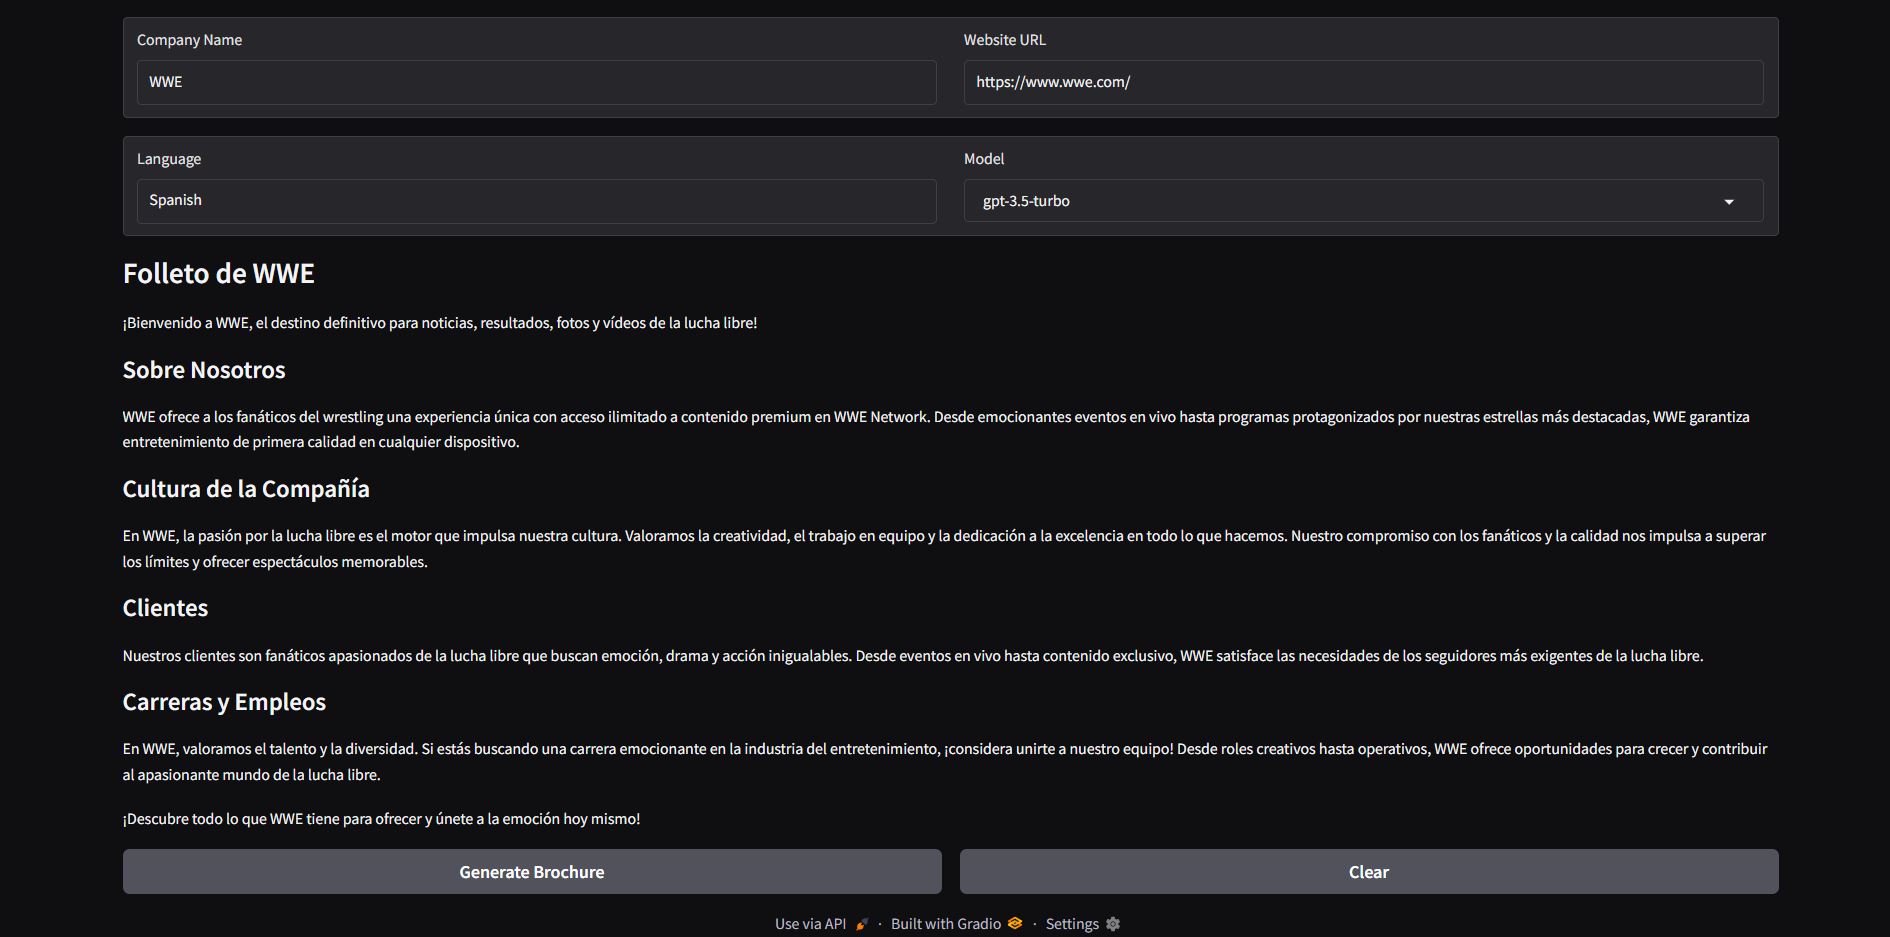 Company Name
Website URL
WWE
https://www.wwe.com/
Language
Model
Spanish
gpt-3.5-turbo
Folleto de WWE
¡Bienvenido a WWE, el destino definitivo para noticias, resultados, fotos y vídeos de la lucha libre!
Sobre Nosotros
WWE ofrece a los fanáticos del wrestling una experiencia única con acceso ilimitado a contenido premium en WWE Network. Desde emocionantes eventos en vivo hasta programas protagonizados por nuestras estrellas más destacadas, WWE garantiza
entretenimiento de primera calidad en cualquier dispositivo.
Cultura de la Compañía
En WWE, la pasión por la lucha libre es el motor que impulsa nuestra cultura. Valoramos la creatividad, el trabajo en equipo y la dedicación a la excelencia en todo lo que hacemos. Nuestro compromiso con los fanáticos y la calidad nos impulsa a superar
los límites y ofrecer espectáculos memorables.
Clientes
Nuestros clientes son fanáticos apasionados de la lucha libre que buscan emoción, drama y acción inigualables. Desde eventos en vivo hasta contenido exclusivo, WWE satisface las necesidades de los seguidores más exigentes de la lucha libre.
Carreras y Empleos
En WWE, valoramos el talento y la diversidad. Si estás buscando una carrera emocionante en la industria del entretenimiento, ¡considera unirte a nuestro equipo! Desde roles creativos hasta operativos, WWE ofrece oportunidades para crecer y contribuir
al apasionante mundo de la lucha libre.
¡Descubre todo lo que WWE tiene para ofrecer y únete a la emoción hoy mismo!
Generate Brochure
Clear
Use via API · Built with Gradio · Settings